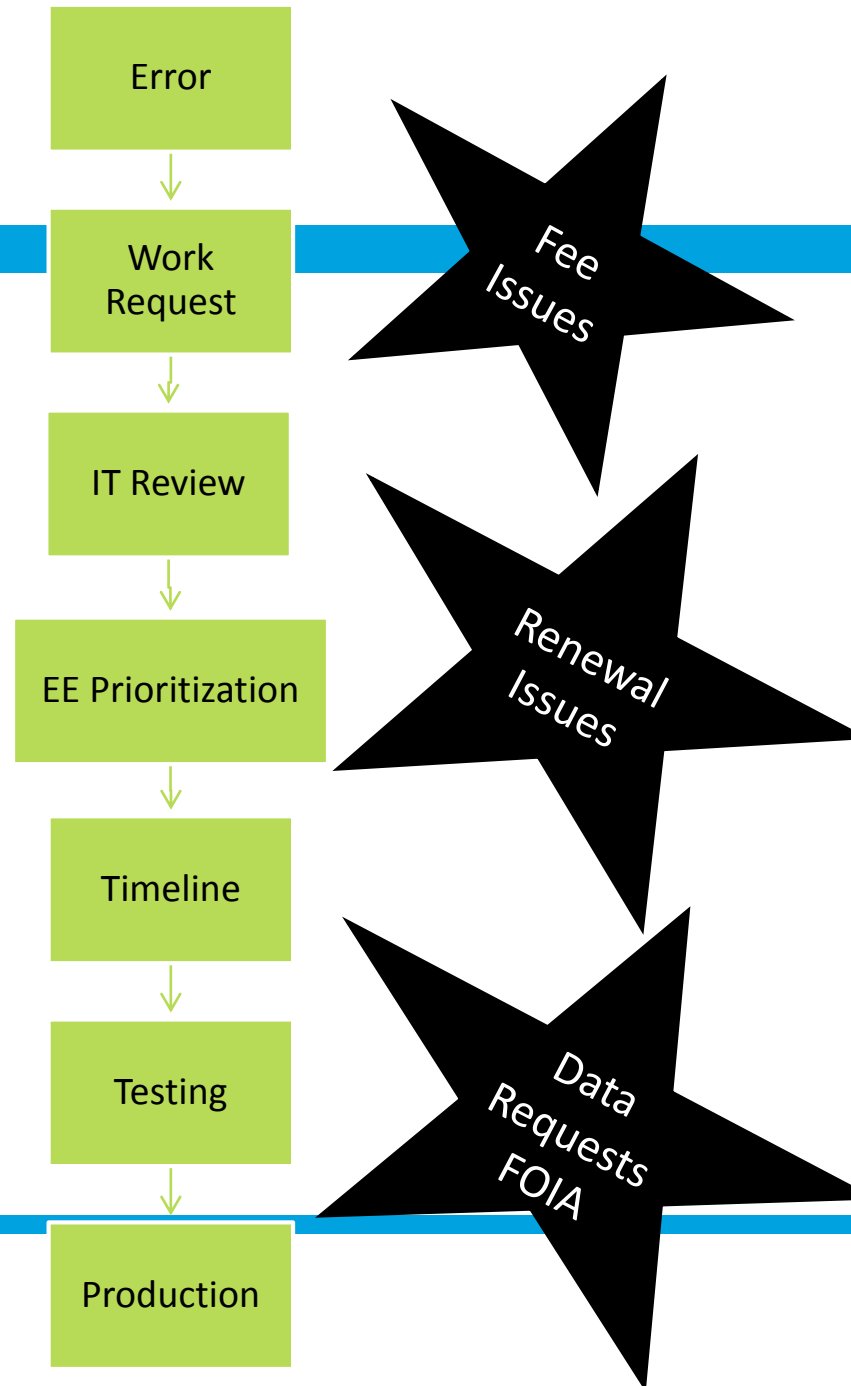 Error
Work
Request
IT Review
EE Prioritization
Timeline
Testing
Production
Fee
Issues
Renewal
Issues
Data
Requests
FOIA